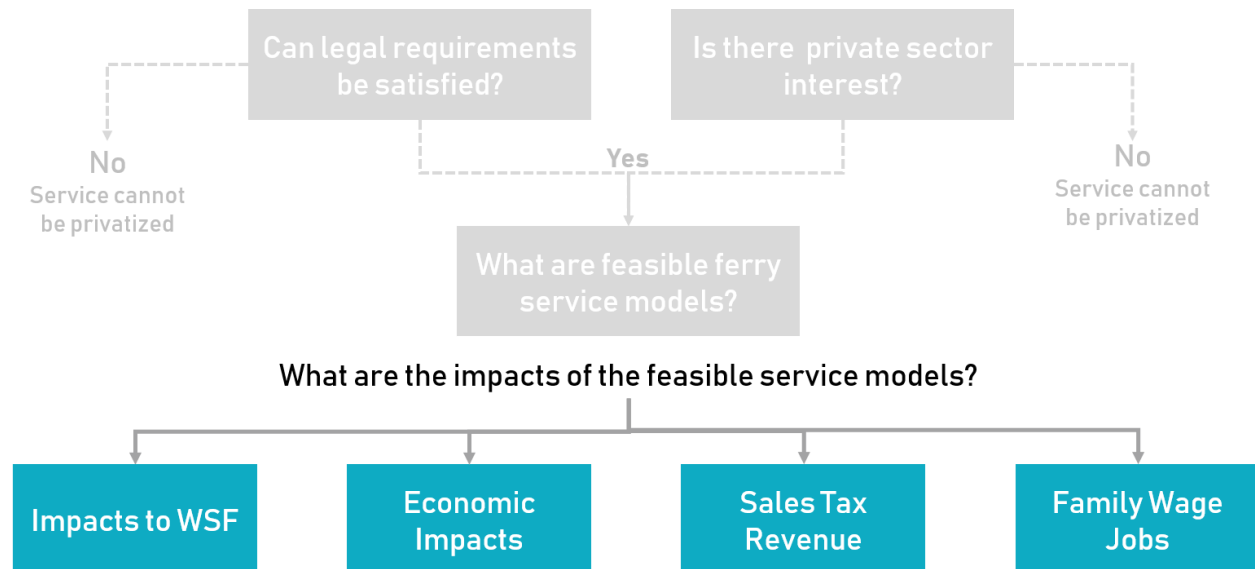 Can legal requirements
be satisfied?
Is there private sector
interest?
No
Service cannot
be privatized
Yes
No
Service cannot
be privatized
What are feasible ferry
service models?
What are the impacts of the feasible service models?
Impacts to WSF
Economic
Impacts
Sales Tax
Revenue
Family Wage
Jobs